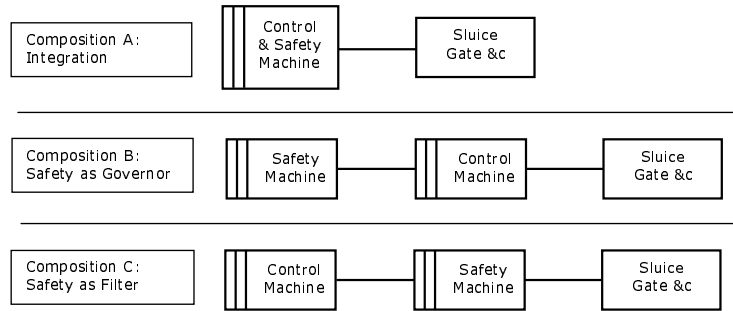 Composition A:
Integration
Control
& Safety
Machine
Sluice
Gate &c
Composition B:
Safety as Governor
Safety
Machine
Control
Machine
Sluice
Gate &c
Composition C:
Safety as Filter
Control
Machine
Safety
Machine
Sluice
Gate &c